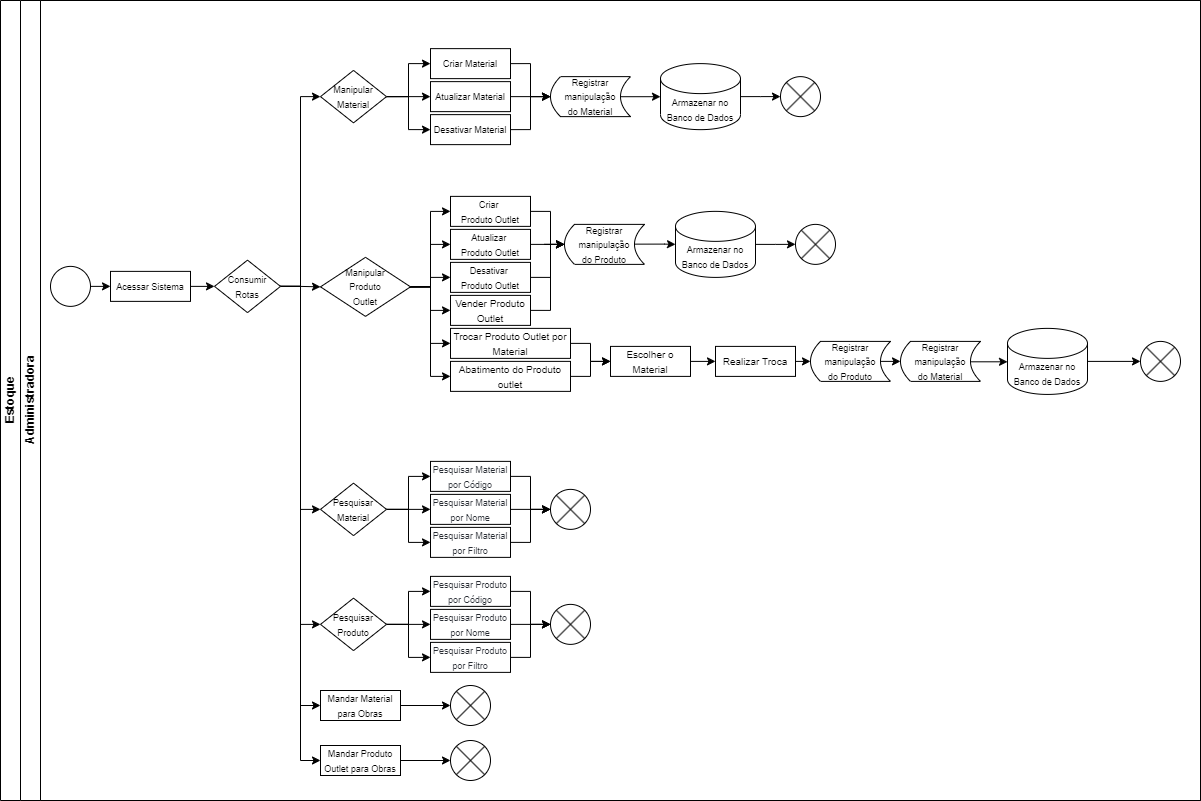 Estoque
Administradora
Acessar Sistema
Consumir
Rotas
Manipular
Material
Criar Material
Atualizar Material
Desativar Material
Registrar
manipulação
do Material
Armazenar no
Banco de Dados
Manipular
Produto
Outlet
Criar
Produto Outlet
Atualizar
Produto Outlet
Desativar
Produto Outlet
Vender Produto
Outlet
Registrar
manipulação
do Produto
Armazenar no
Banco de Dados
Trocar Produto Outlet por
Material
Abatimento do Produto
outlet
Escolher o
Material
Realizar Troca
Registrar
manipulação
do Produto
Registrar
manipulação
do Material
Armazenar no
Banco de Dados
Pesquisar
Material
Pesquisar Material
por Código
Pesquisar Material
por Nome
Pesquisar Material
por Filtro
Pesquisar
Produto
Pesquisar Produto
por Código
Pesquisar Produto
por Nome
Pesquisar Produto
por Filtro
Mandar Material
para Obras
Mandar Produto
Outlet para Obras